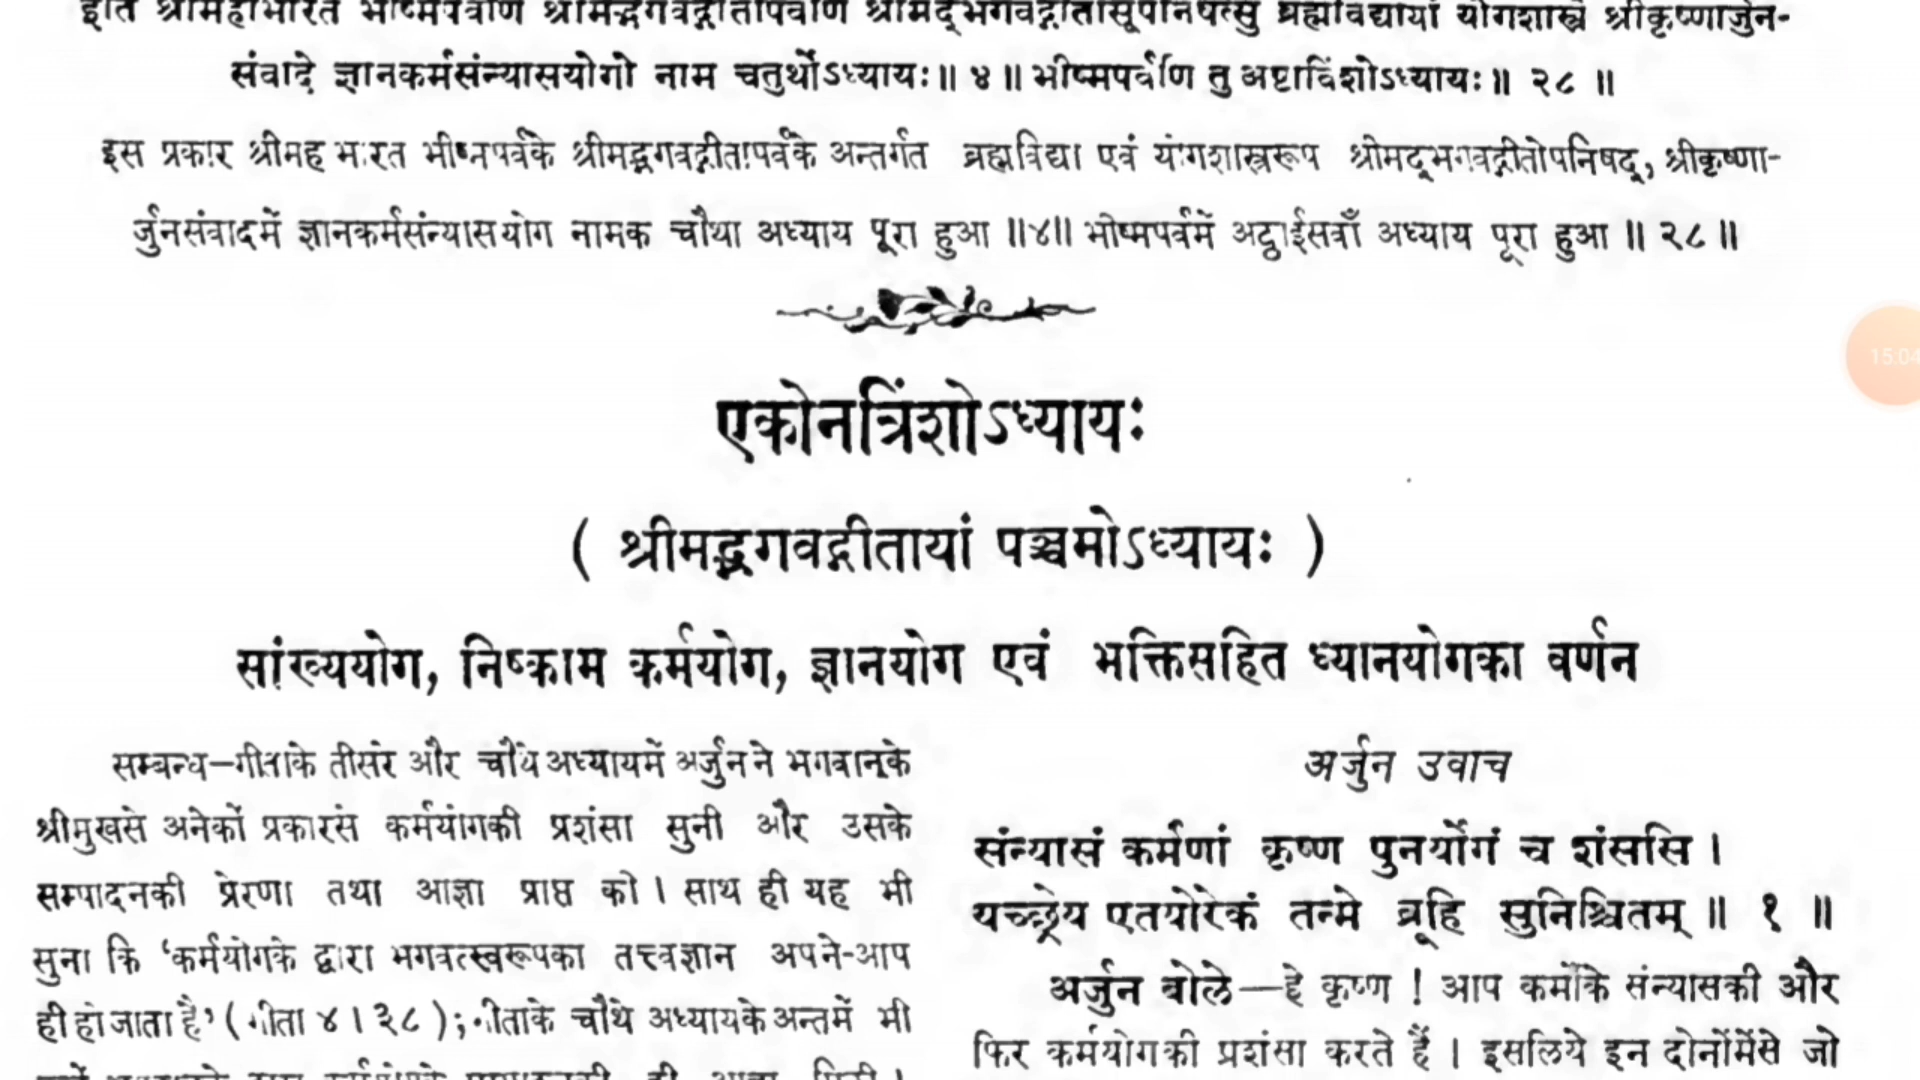 इति श्रीमहाभारते भीष्मपर्वणि श्रीमद्भगवद्गीतापर्वणि श्रीमद्भगवद्गीतासूपनिषत्सु ब्रह्मविद्यायां योगशास्त्रे श्रीकृष्णार्जुन-
संवादे ज्ञानकर्मसंन्यासयोगो नाम चतुर्थोऽध्यायः॥ ४ ॥ भीष्मपर्वणि तु अष्टाविंशोऽध्यायः॥ २८ ॥
इस प्रकार श्रीमहाभारत भीष्मपर्वके श्रीमद्भगवद्गीतापर्वके अन्तर्गत ब्रह्मविद्या एवं योगशास्त्ररूप श्रीमद्भगवद्गीतोपनिषद्, श्रीकृष्णा-
र्जुनसंवादमें ज्ञानकर्मसंन्यासयोग नामक चौथा अध्याय पूरा हुआ ॥४॥ भीष्मपर्वमें अट्ठाईसवाँ अध्याय पूरा हुआ ॥ २८ ॥
15:04
एकोनत्रिंशोऽध्यायः
( श्रीमद्भगवद्गीतायां पञ्चमोऽध्यायः )
सांख्ययोग, निष्काम कर्मयोग, ज्ञानयोग एवं भक्तिसहित ध्यानयोगका वर्णन
सम्बन्ध—गीताके तीसरे और चौथे अध्यायमें अर्जुनने भगवान्‌के
श्रीमुखसे अनेकों प्रकारसे कर्मयोगकी प्रशंसा सुनी और उसके
सम्पादनकी प्रेरणा तथा आज्ञा प्राप्त की । साथ ही यह भी
सुना कि ‘कर्मयोगके द्वारा भगवत्स्वरूपका तत्त्वज्ञान अपने-आप
ही हो जाता है’ ( गीता ४ । ३८ ); गीताके चौथे अध्यायके अन्तमें भी
अर्जुन उवाच
संन्यासं कर्मणां कृष्ण पुनर्योगं च शंससि ।
यच्छ्रेय एतयोरेकं तन्मे ब्रूहि सुनिश्चितम् ॥ १ ॥
अर्जुन बोले—हे कृष्ण ! आप कर्मोंके संन्यासकी और
फिर कर्मयोगकी प्रशंसा करते हैं । इसलिये इन दोनोंमेंसे जो